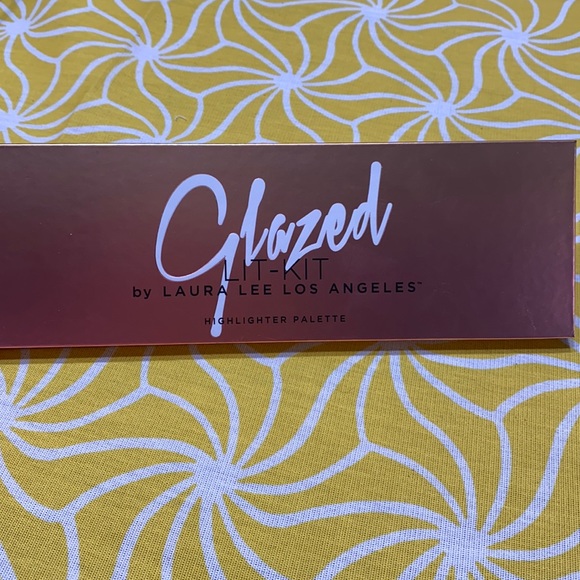 Glazed
LIT-KIT
by LAURA LEE LOS ANGELES™
HIGHLIGHTER PALETTE